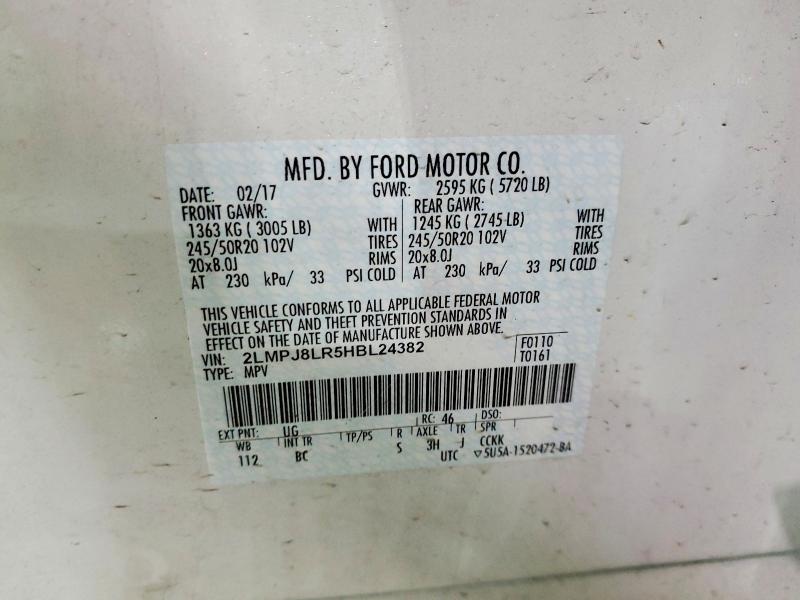 MFD. BY FORD MOTOR CO.
DATE: 02/17 GVWR: 2595 KG ( 5720 LB)
FRONT GAWR: REAR GAWR:
1363 KG ( 3005 LB) WITH 1245 KG ( 2745 LB) WITH
245/50R20 102V TIRES 245/50R20 102V TIRES
20x8.0J RIMS 20x8.0J RIMS
AT 230 kPa/ 33 PSI COLD AT 230 kPa/ 33 PSI COLD
THIS VEHICLE CONFORMS TO ALL APPLICABLE FEDERAL MOTOR
VEHICLE SAFETY AND THEFT PREVENTION STANDARDS IN
EFFECT ON THE DATE OF MANUFACTURE SHOWN ABOVE.
VIN: 2LMPJ8LR5HBL24382 F0110
TYPE: MPV T0161
EXT PNT: UG RC: 46 DSO:
WB INT TR TP/PS R AXLE TR SPR
112 BC S 3H J CCKK
UTC ▽5U5A-1520472-BA